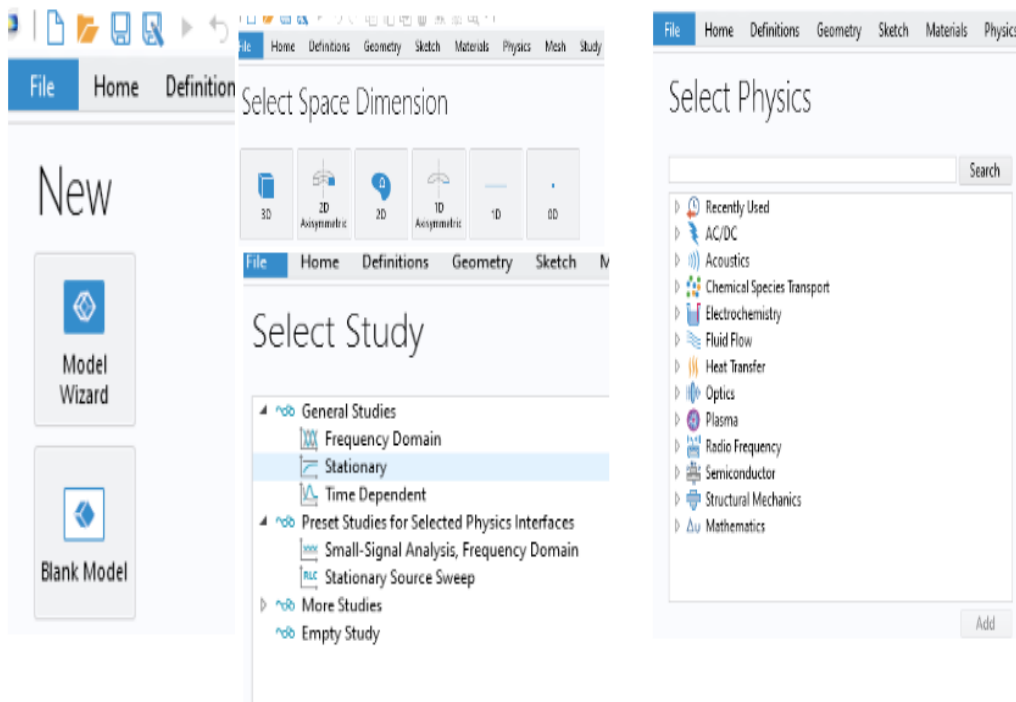 File Home Definition
New
Model
Wizard
Blank Model
File Home Definitions Geometry Sketch Materials Physics Mesh Study
Select Space Dimension
3D
2D
Axisymmetric
2D
1D
Axisymmetric
1D
0D
File Home Definitions Geometry Sketch M
Select Study
General Studies
Frequency Domain
Stationary
Time Dependent
Preset Studies for Selected Physics Interfaces
Small-Signal Analysis, Frequency Domain
RLC Stationary Source Sweep
More Studies
Empty Study
File Home Definitions Geometry Sketch Materials Physics
Select Physics
Search
Recently Used
AC/DC
Acoustics
Chemical Species Transport
Electrochemistry
Fluid Flow
Heat Transfer
Optics
Plasma
Radio Frequency
Semiconductor
Structural Mechanics
Δu Mathematics
Add